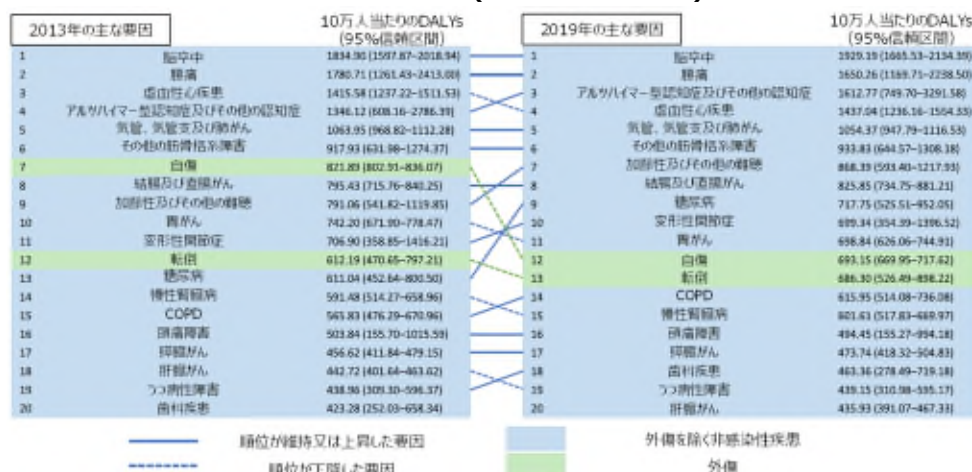 2013年の主な要因
10万人当たりのDALYs
(95%信頼区間)
1 脳卒中 1834.90 (1597.87–2018.94)
2 腰痛 1780.71 (1261.43–2413.00)
3 虚血性心疾患 1415.58 (1237.22–1511.53)
4 アルツハイマー型認知症及びその他の認知症 1346.12 (608.16–2786.39)
5 気管、気管支及び肺がん 1063.95 (968.82–1112.28)
6 その他の筋骨格系障害 917.93 (631.98–1274.37)
7 自傷 821.89 (802.91–836.07)
8 結腸及び直腸がん 795.43 (715.76–840.25)
9 加齢性及びその他の難聴 791.06 (541.82–1119.85)
10 胃がん 742.20 (671.90–778.47)
11 変形性関節症 706.90 (358.85–1416.21)
12 転倒 612.19 (470.65–797.21)
13 糖尿病 611.04 (452.64–800.50)
14 慢性腎臓病 591.48 (514.27–658.96)
15 COPD 565.83 (476.29–670.96)
16 頭痛障害 503.84 (155.70–1015.59)
17 膵臓がん 456.62 (411.84–479.15)
18 肝臓がん 442.72 (401.64–463.62)
19 うつ病性障害 438.96 (309.30–596.37)
20 歯科疾患 423.28 (252.03–658.34)
2019年の主な要因
10万人当たりのDALYs
(95%信頼区間)
1 脳卒中 1929.19 (1665.53–2134.39)
2 腰痛 1650.26 (1169.71–2238.50)
3 アルツハイマー型認知症及びその他の認知症 1612.77 (749.70–3291.58)
4 虚血性心疾患 1437.04 (1236.16–1554.33)
5 気管、気管支及び肺がん 1054.37 (947.79–1116.53)
6 その他の筋骨格系障害 933.83 (644.57–1308.18)
7 加齢性及びその他の難聴 868.39 (593.40–1217.93)
8 結腸及び直腸がん 825.85 (734.75–881.21)
9 糖尿病 717.75 (525.51–952.05)
10 変形性関節症 699.34 (354.39–1396.52)
11 胃がん 698.84 (626.06–744.91)
12 自傷 693.15 (669.95–717.62)
13 転倒 686.30 (526.49–898.22)
14 COPD 615.95 (514.08–736.08)
15 慢性腎臓病 601.61 (517.83–669.97)
16 頭痛障害 494.45 (155.27–994.18)
17 膵臓がん 473.74 (418.32–504.83)
18 歯科疾患 463.36 (278.49–719.18)
19 うつ病性障害 439.15 (310.98–595.17)
20 肝臓がん 435.93 (391.07–467.33)
順位が維持又は上昇した要因
順位が下降した要因
外傷を除く非感染性疾患
外傷